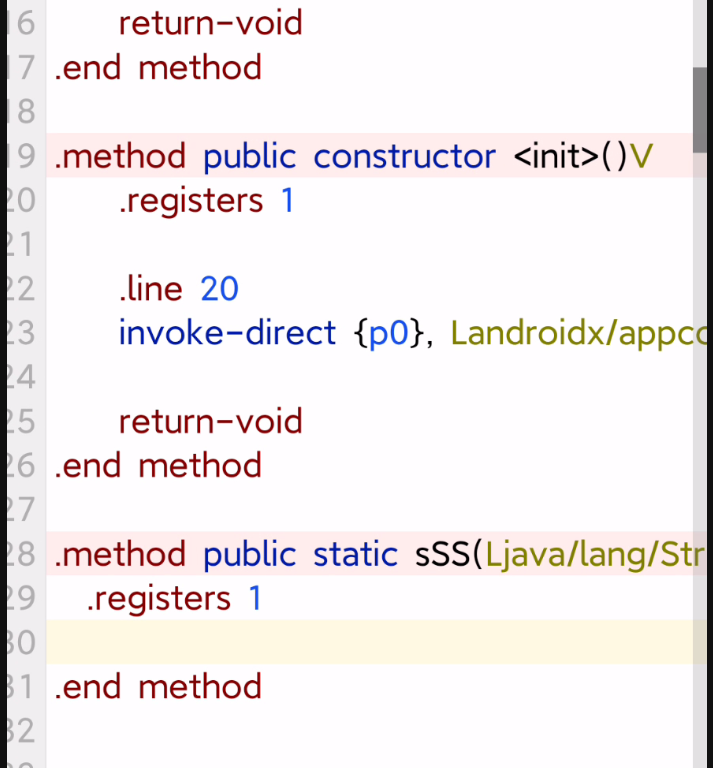 16 return-void
17 .end method
18
19 .method public constructor <init>()V
20 .registers 1
21
22 .line 20
23 invoke-direct {p0}, Landroidx/appco
24
25 return-void
26 .end method
27
28 .method public static sSS(Ljava/lang/Str
29 .registers 1
30
31 .end method
32